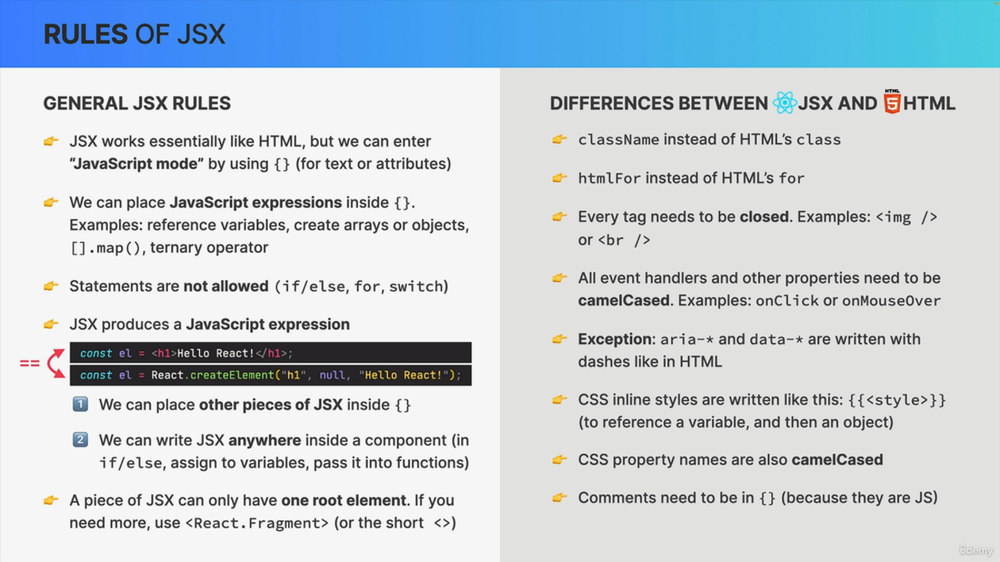 RULES OF JSX
GENERAL JSX RULES
👉 JSX works essentially like HTML, but we can enter
“JavaScript mode” by using {} (for text or attributes)
👉 We can place JavaScript expressions inside {}.
Examples: reference variables, create arrays or objects,
[].map(), ternary operator
👉 Statements are not allowed (if/else, for, switch)
👉 JSX produces a JavaScript expression
==
const el = <h1>Hello React!</h1>;
const el = React.createElement("h1", null, "Hello React!");
1 We can place other pieces of JSX inside {}
2 We can write JSX anywhere inside a component (in
if/else, assign to variables, pass it into functions)
👉 A piece of JSX can only have one root element. If you
need more, use <React.Fragment> (or the short <>)
DIFFERENCES BETWEEN JSX AND HTML 5 HTML
👉 className instead of HTML’s class
👉 htmlFor instead of HTML’s for
👉 Every tag needs to be closed. Examples: <img />
or <br />
👉 All event handlers and other properties need to be
camelCased. Examples: onClick or onMouseOver
👉 Exception: aria-* and data-* are written with
dashes like in HTML
👉 CSS inline styles are written like this: {{<style>}}
(to reference a variable, and then an object)
👉 CSS property names are also camelCased
👉 Comments need to be in {} (because they are JS)
ûdemy